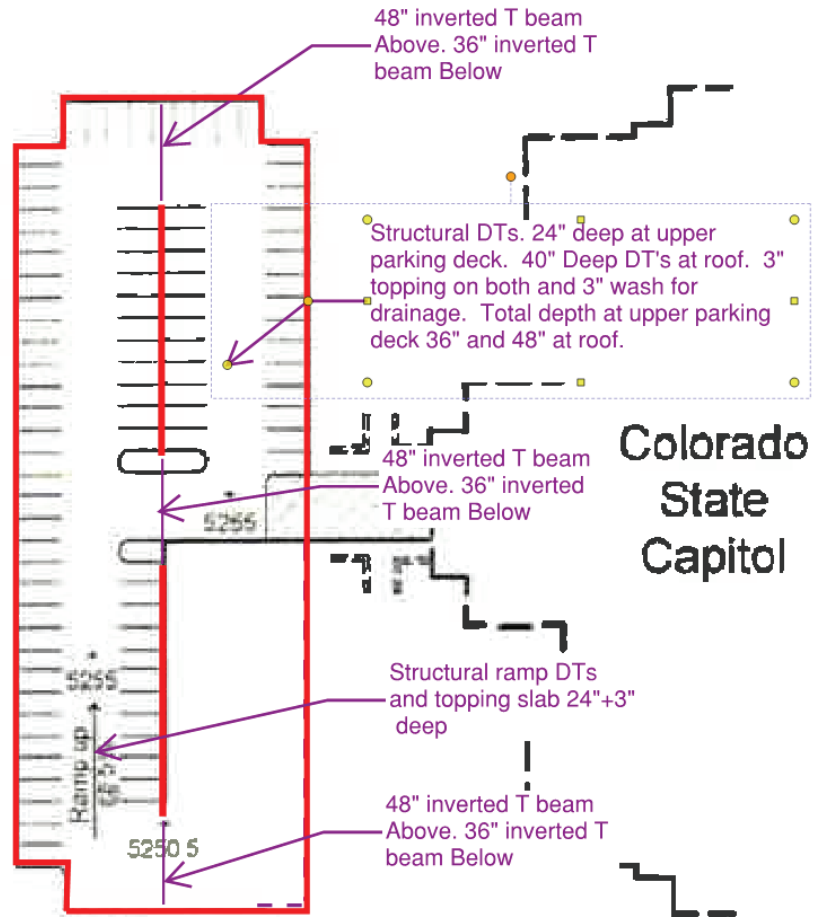 48" inverted T beam
Above. 36" inverted T
beam Below
Structural DTs. 24" deep at upper
parking deck. 40" Deep DT's at roof. 3"
topping on both and 3" wash for
drainage. Total depth at upper parking
deck 36" and 48" at roof.
Colorado
State
Capitol
48" inverted T beam
Above. 36" inverted
T beam Below
5255
Structural ramp DTs
and topping slab 24"+3"
deep
5255
Ramp up
48" inverted T beam
Above. 36" inverted T
beam Below
5250 5